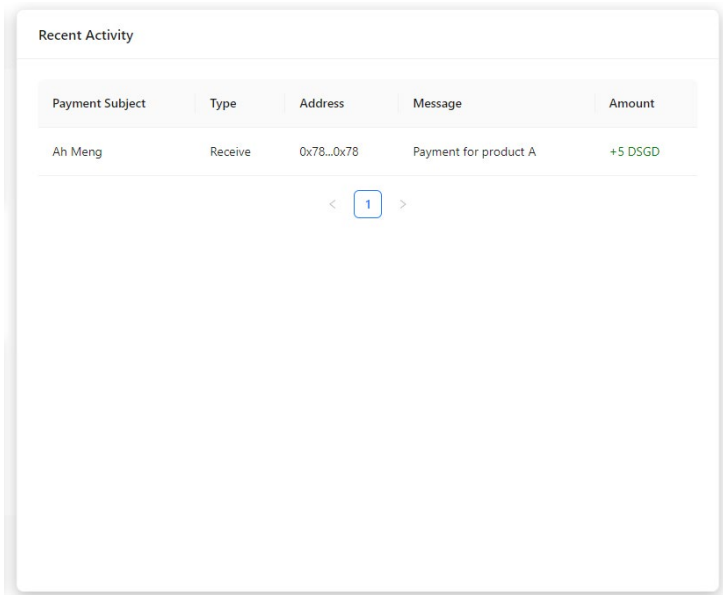 Recent Activity
Payment Subject Type Address Message Amount
Ah Meng Receive 0x78...0x78 Payment for product A +5 DSGD
< 1 >